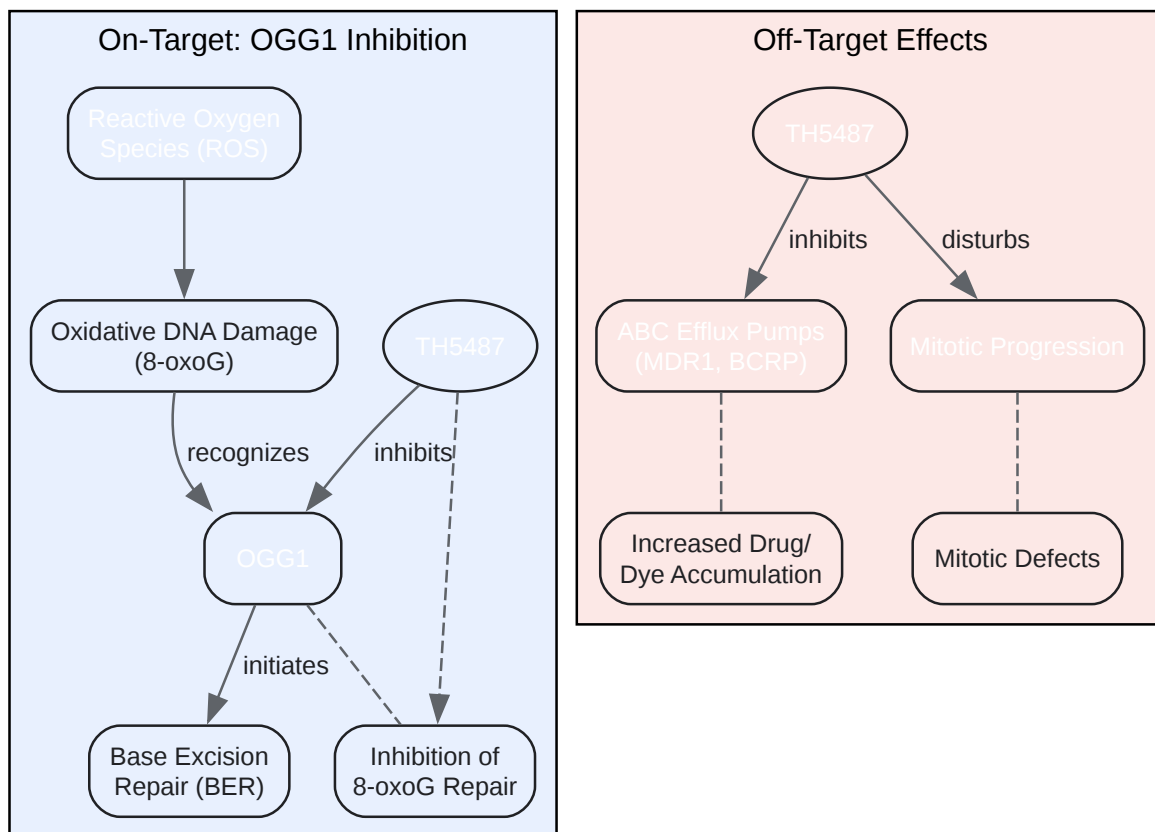 On-Target: OGG1 Inhibition
Reactive Oxygen
Species (ROS)
Oxidative DNA Damage
(8-oxoG)
TH5487
recognizes
inhibits
OGG1
initiates
Base Excision
Repair (BER)
Inhibition of
8-oxoG Repair
Off-Target Effects
TH5487
inhibits
disturbs
ABC Efflux Pumps
(MDR1, BCRP)
Mitotic Progression
Increased Drug/
Dye Accumulation
Mitotic Defects